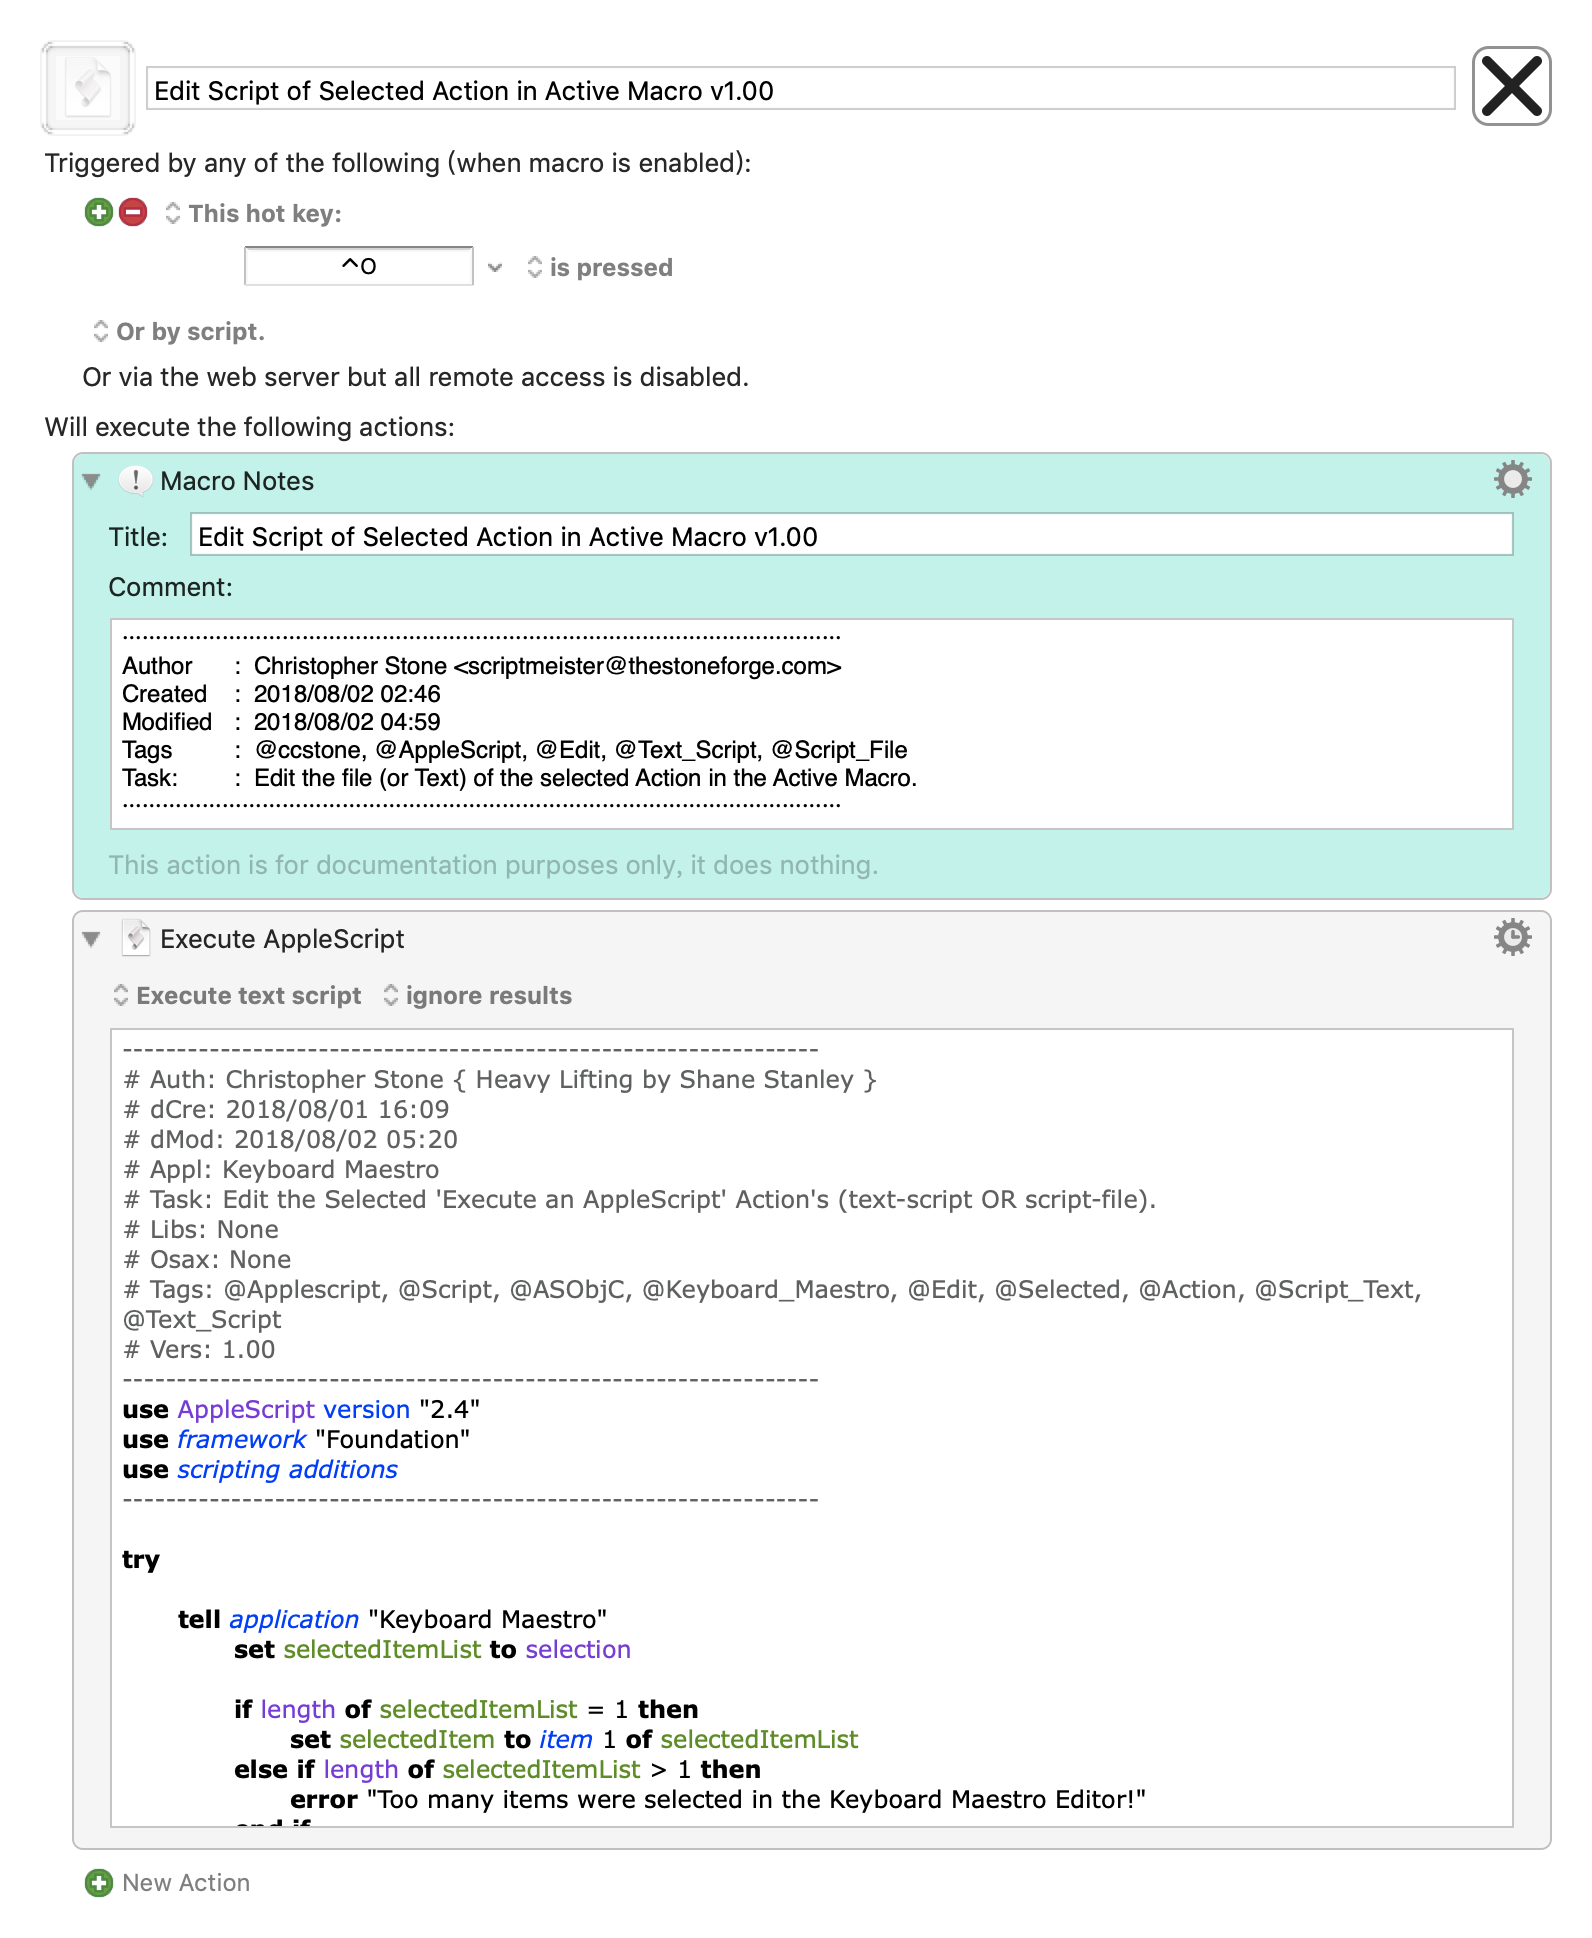 Edit Script of Selected Action in Active Macro v1.00
Triggered by any of the following (when macro is enabled):
This hot key:
^O
is pressed
Or by script.
Or via the web server but all remote access is disabled.
Will execute the following actions:
Macro Notes
Title: Edit Script of Selected Action in Active Macro v1.00
Comment:
Author : Christopher Stone <scriptmeister@thestoneforge.com>
Created : 2018/08/02 02:46
Modified : 2018/08/02 04:59
Tags : @ccstone, @AppleScript, @Edit, @Text_Script, @Script_File
Task: : Edit the file (or Text) of the selected Action in the Active Macro.
This action is for documentation purposes only, it does nothing.
Execute AppleScript
Execute text script ignore results
----------------------------------------------------------------
# Auth: Christopher Stone { Heavy Lifting by Shane Stanley }
# dCre: 2018/08/01 16:09
# dMod: 2018/08/02 05:20
# Appl: Keyboard Maestro
# Task: Edit the Selected 'Execute an AppleScript' Action's (text-script OR script-file).
# Libs: None
# Osax: None
# Tags: @Applescript, @Script, @ASObjC, @Keyboard_Maestro, @Edit, @Selected, @Action, @Script_Text,
@Text_Script
# Vers: 1.00
----------------------------------------------------------------
use AppleScript version "2.4"
use framework "Foundation"
use scripting additions
----------------------------------------------------------------
try
tell application "Keyboard Maestro"
set selectedItemList to selection
if length of selectedItemList = 1 then
set selectedItem to item 1 of selectedItemList
else if length of selectedItemList > 1 then
error "Too many items were selected in the Keyboard Maestro Editor!"
end if
New Action